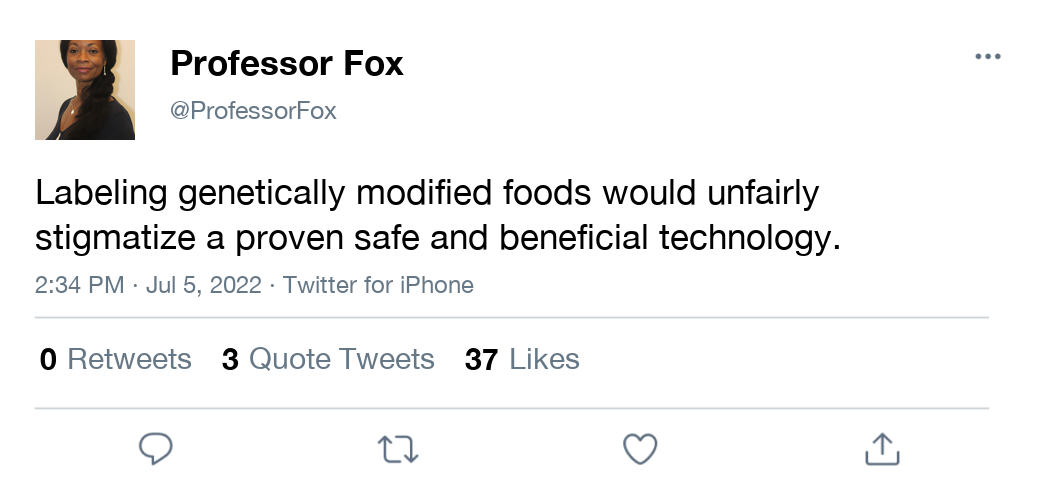 Professor Fox
@ProfessorFox
Labeling genetically modified foods would unfairly
stigmatize a proven safe and beneficial technology.
2:34 PM · Jul 5, 2022 · Twitter for iPhone
0 Retweets 3 Quote Tweets 37 Likes